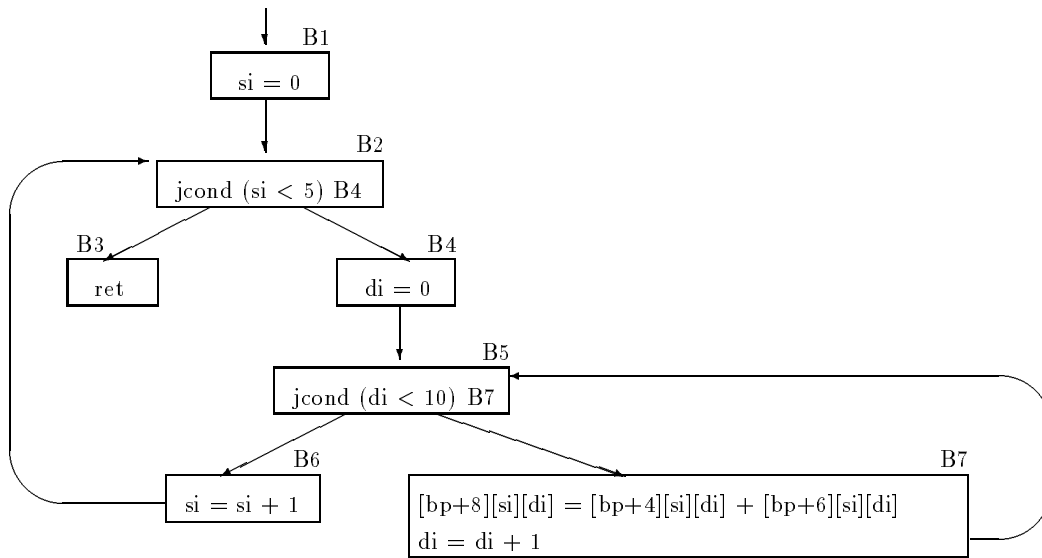 B1
si = 0
B2
jcond (si < 5) B4
B3
ret
B4
di = 0
B5
jcond (di < 10) B7
B6
si = si + 1
B7
[bp+8][si][di] = [bp+4][si][di] + [bp+6][si][di]
di = di + 1